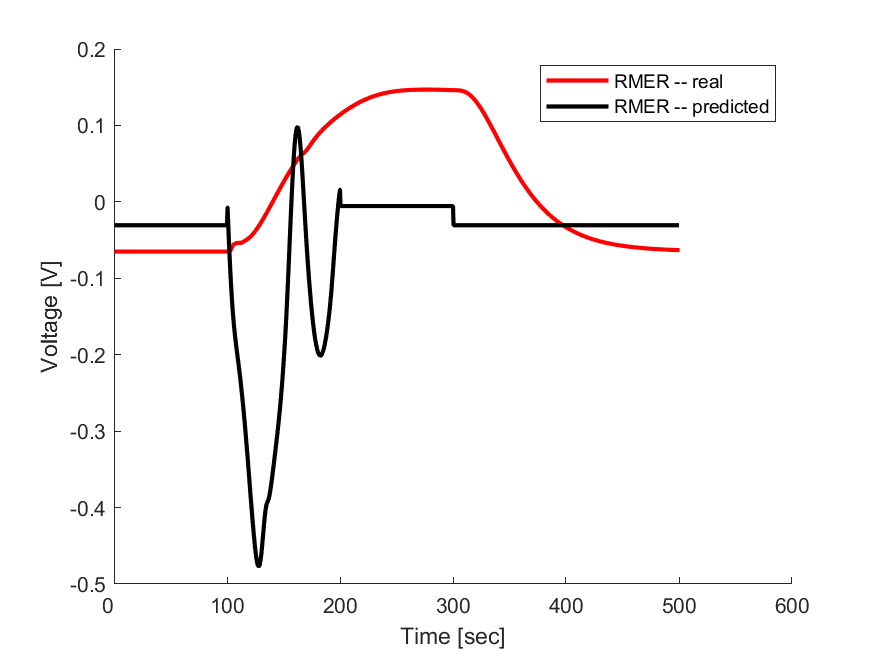 0.2
RMER -- real
RMER -- predicted
0.1
0
-0.1
Voltage [V]
-0.2
-0.3
-0.4
-0.5
0 100 200 300 400 500 600
Time [sec]